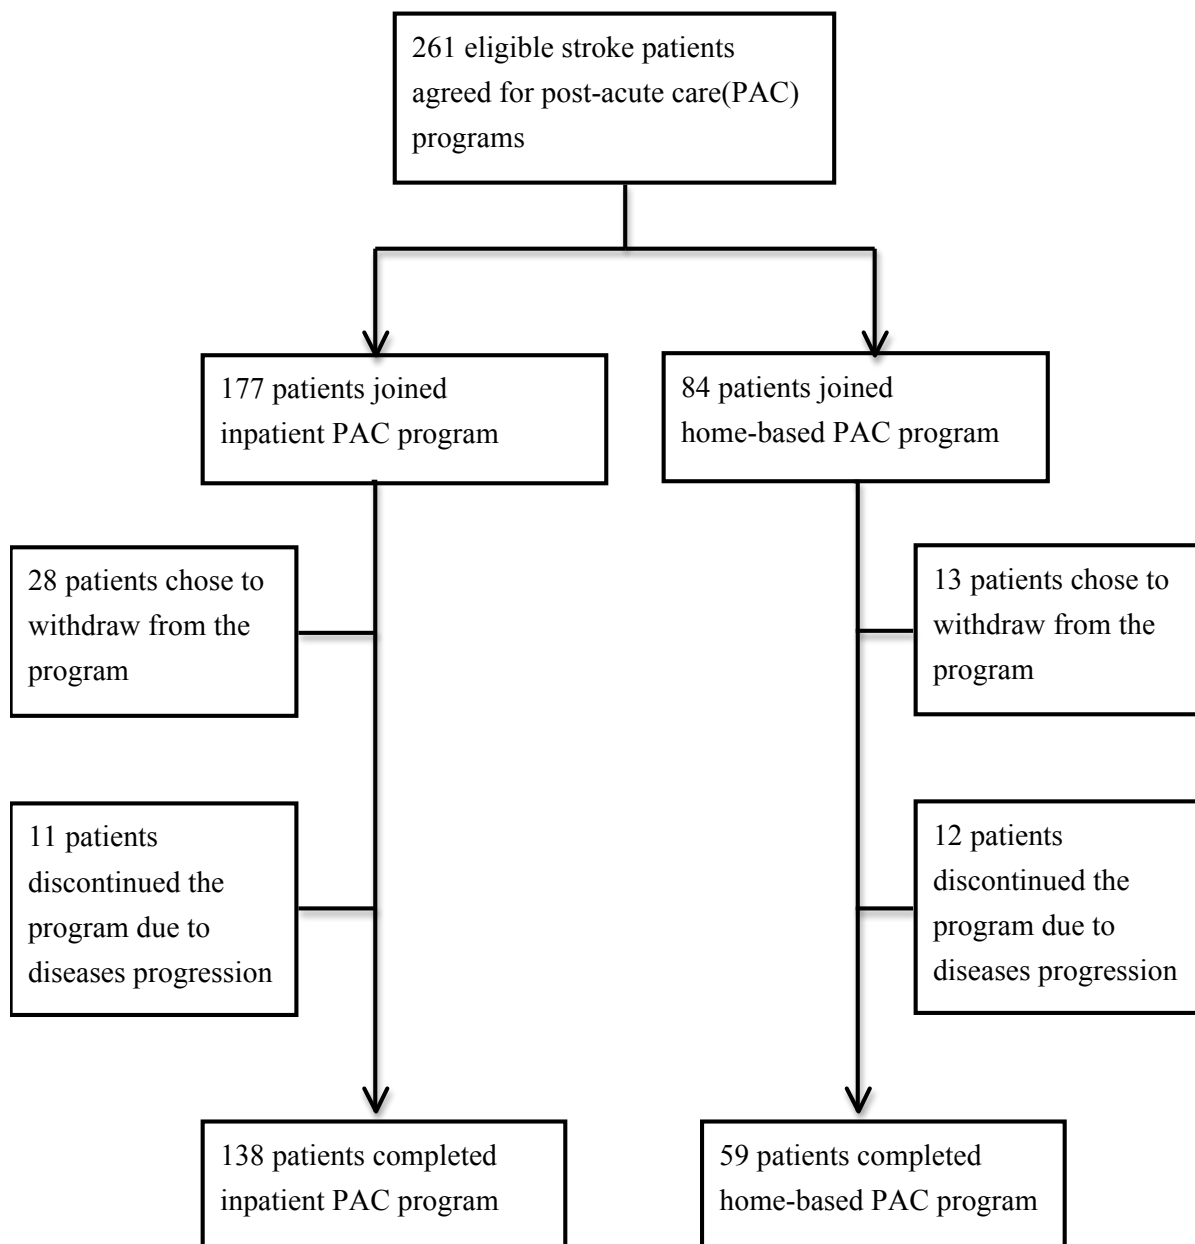 261 eligible stroke patients
agreed for post-acute care(PAC)
programs
177 patients joined
inpatient PAC program
84 patients joined
home-based PAC program
28 patients chose to
withdraw from the
program
13 patients chose to
withdraw from the
program
11 patients
discontinued the
program due to
diseases progression
12 patients
discontinued the
program due to
diseases progression
138 patients completed
inpatient PAC program
59 patients completed
home-based PAC program